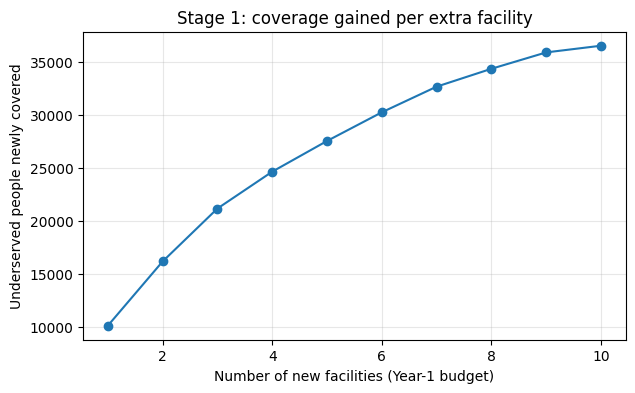 Stage 1: coverage gained per extra facility
Underserved people newly covered
35000
30000
25000
20000
15000
10000
2 4 6 8 10
Number of new facilities (Year-1 budget)